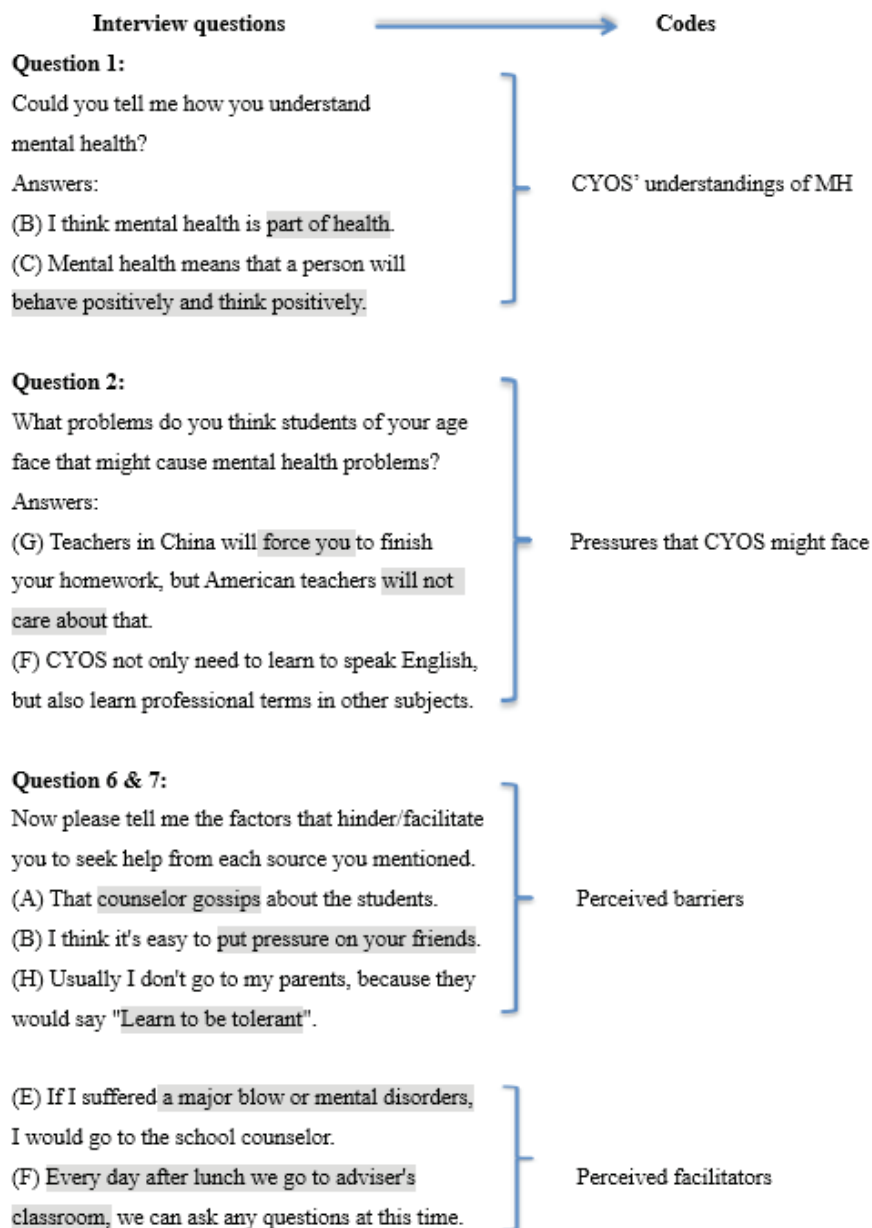 Interview questions Codes
Question 1:
Could you tell me how you understand
mental health?
Answers:
(B) I think mental health is part of health.
(C) Mental health means that a person will
behave positively and think positively.
CYOS’ understandings of MH
Question 2:
What problems do you think students of your age
face that might cause mental health problems?
Answers:
(G) Teachers in China will force you to finish
your homework, but American teachers will not
care about that.
(F) CYOS not only need to learn to speak English,
but also learn professional terms in other subjects.
Pressures that CYOS might face
Question 6 & 7:
Now please tell me the factors that hinder/facilitate
you to seek help from each source you mentioned.
(A) That counselor gossips about the students.
(B) I think it's easy to put pressure on your friends.
(H) Usually I don't go to my parents, because they
would say "Learn to be tolerant".
Perceived barriers
(E) If I suffered a major blow or mental disorders,
I would go to the school counselor.
(F) Every day after lunch we go to adviser's
classroom, we can ask any questions at this time.
Perceived facilitators